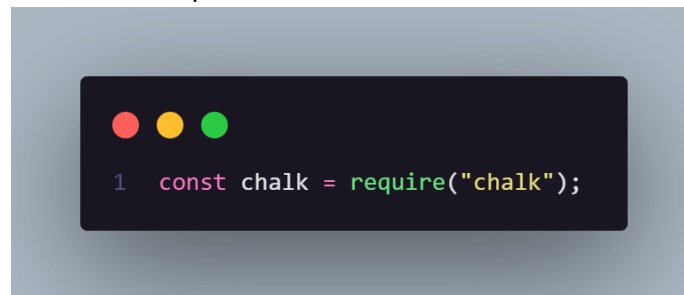 1 const chalk = require("chalk");